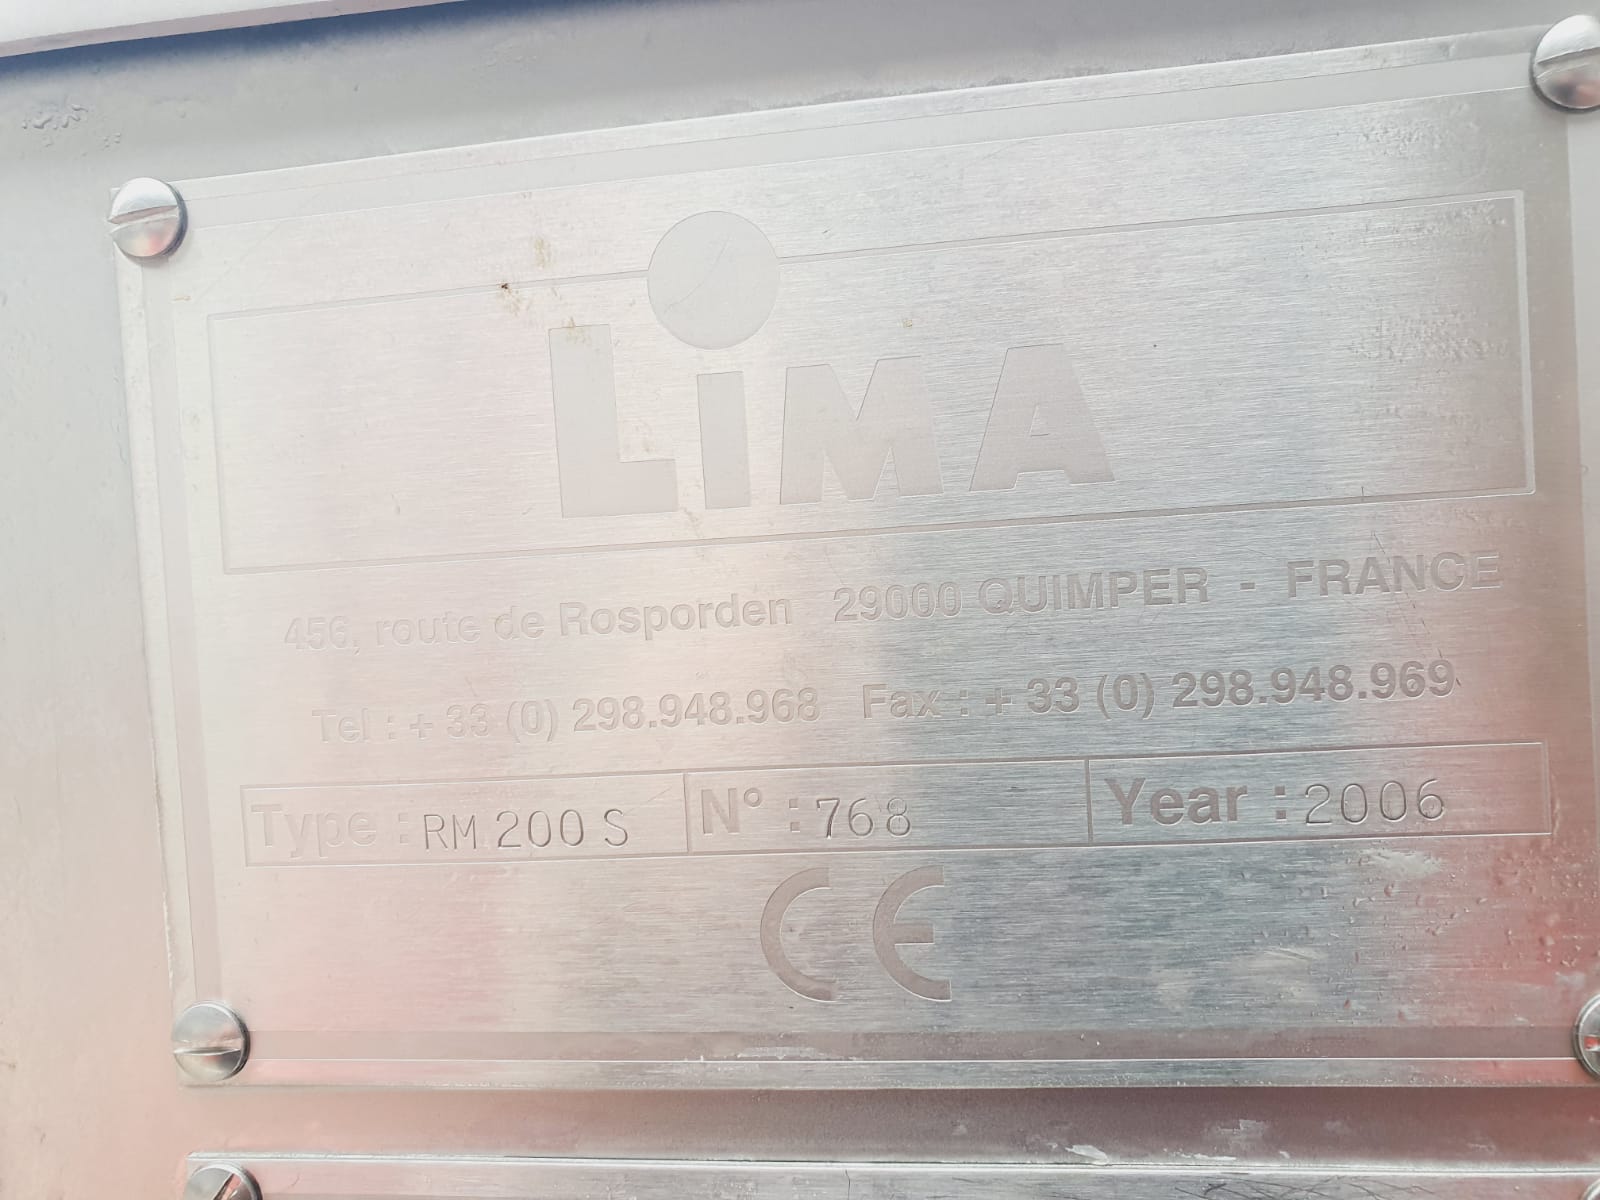 LiMA
456, route de Rosporden 29000 QUIMPER - FRANCE
Tel : + 33 (0) 298.948.968 Fax : + 33 (0) 298.948.969
Type : RM 200 S N° : 768 Year : 2006
CE